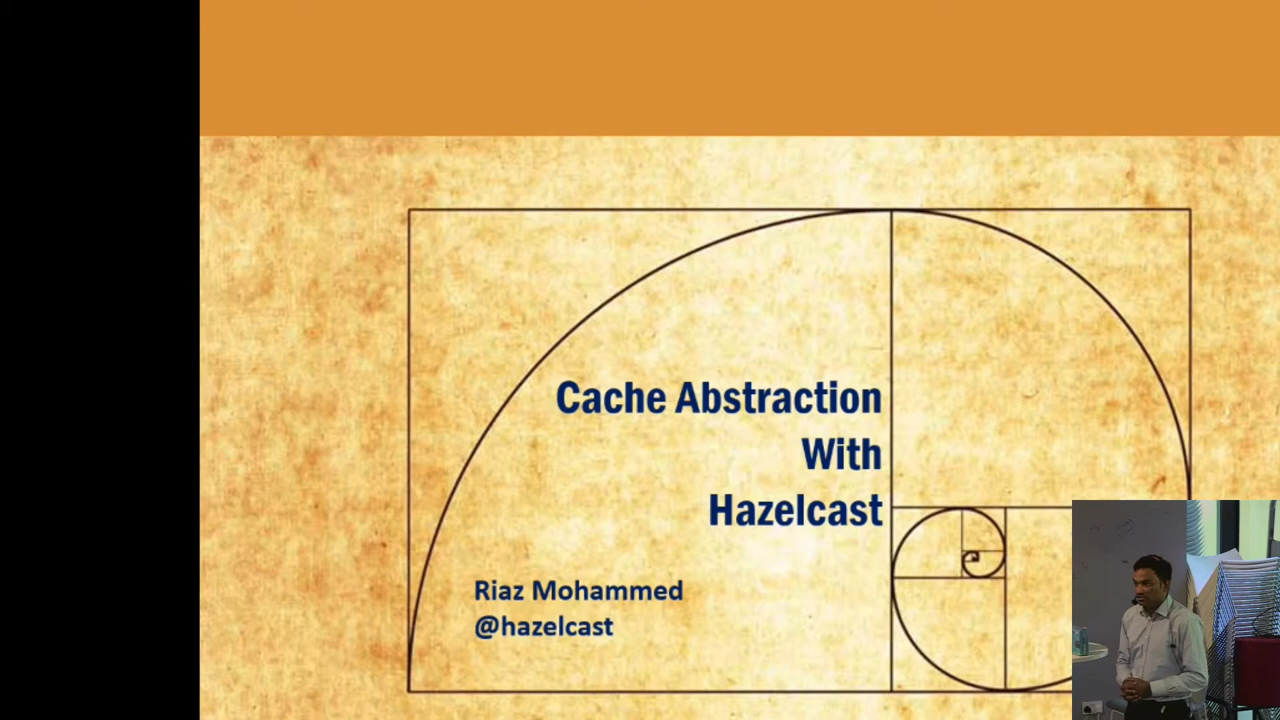 Cache Abstraction
With
Hazelcast
Riaz Mohammed
@hazelcast